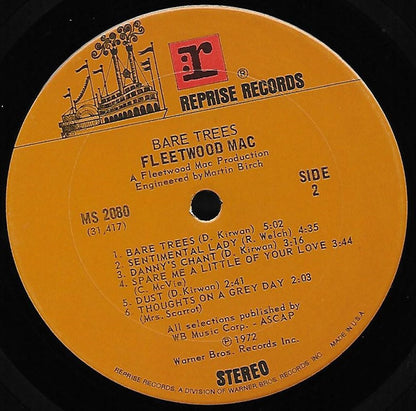 r
®
REPRISE RECORDS
BARE TREES
FLEETWOOD MAC
A Fleetwood Mac Production
Engineered by Martin Birch
SIDE
2
MS 2080
(31,417)
1. BARE TREES (D. Kirwan) 5:02
2. SENTIMENTAL LADY (R. Welch) 4:35
3. DANNY'S CHANT (D. Kirwan) 3:16
4. SPARE ME A LITTLE OF YOUR LOVE 3:44
(C. McVie)
5. DUST (D. Kirwan) 2:41
6. THOUGHTS ON A GREY DAY 2:03
(Mrs. Scarrot)
All selections published by
WB Music Corp. - ASCAP
Ⓟ1972
Warner Bros. Records Inc.
STEREO
REPRISE RECORDS, A DIVISION OF WARNER BROS. RECORDS INC.
MADE IN U.S.A.